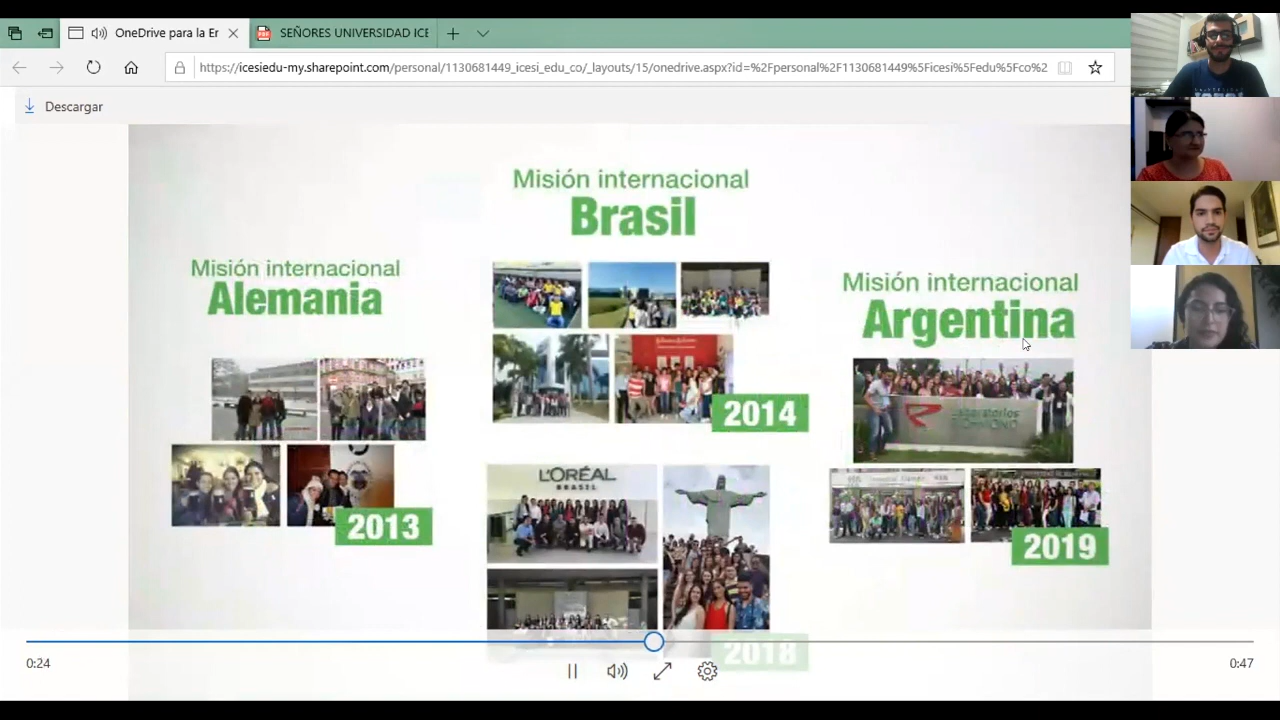 OneDrive para la Er
SEÑORES UNIVERSIDAD ICE
https://icesiedu-my.sharepoint.com/personal/1130681449_icesi_edu_co/_layouts/15/onedrive.aspx?id=%2Fpersonal%2F1130681449%5Ficesi%5Fedu%5Fco%2
Descargar
Misión internacional
Brasil
Misión internacional
Alemania
Misión internacional
Argentina
2014
L'ORÉAL
BRASIL
Laboratorios
2013
2019
2018
0:24
0:47